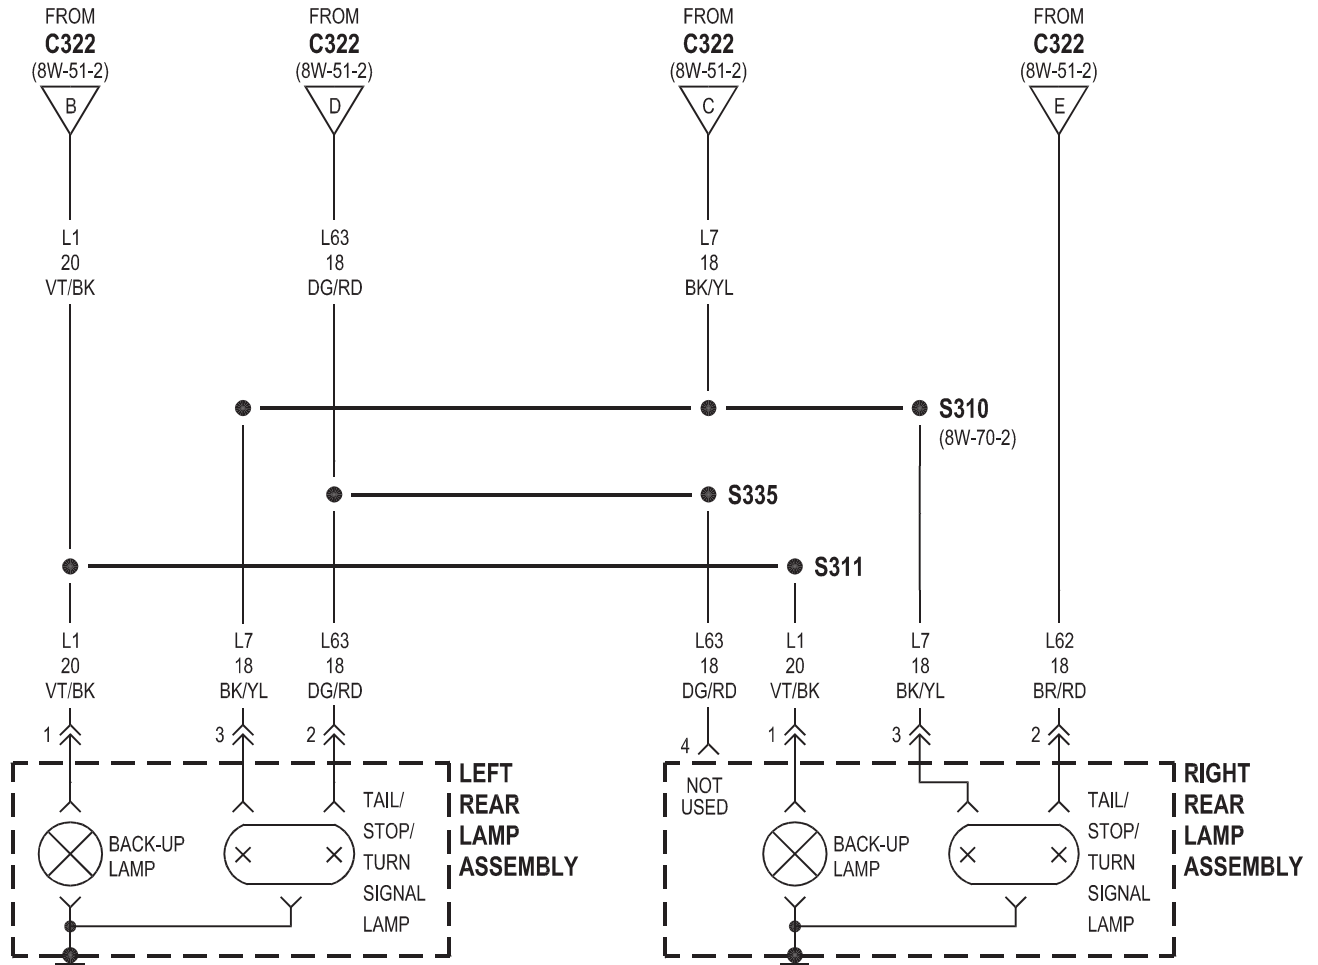 FROM
C322
(8W-51-2)
B
FROM
C322
(8W-51-2)
D
FROM
C322
(8W-51-2)
C
FROM
C322
(8W-51-2)
E
L1
20
VT/BK
L63
18
DG/RD
L7
18
BK/YL
S310
(8W-70-2)
S335
S311
L1
20
VT/BK
L7
18
BK/YL
L63
18
DG/RD
L63
18
DG/RD
L1
20
VT/BK
L7
18
BK/YL
L62
18
BR/RD
1
3
2
4
1
3
2
LEFT
REAR
LAMP
ASSEMBLY
BACK-UP
LAMP
TAIL/
STOP/
TURN
SIGNAL
LAMP
NOT
USED
BACK-UP
LAMP
TAIL/
STOP/
TURN
SIGNAL
LAMP
RIGHT
REAR
LAMP
ASSEMBLY